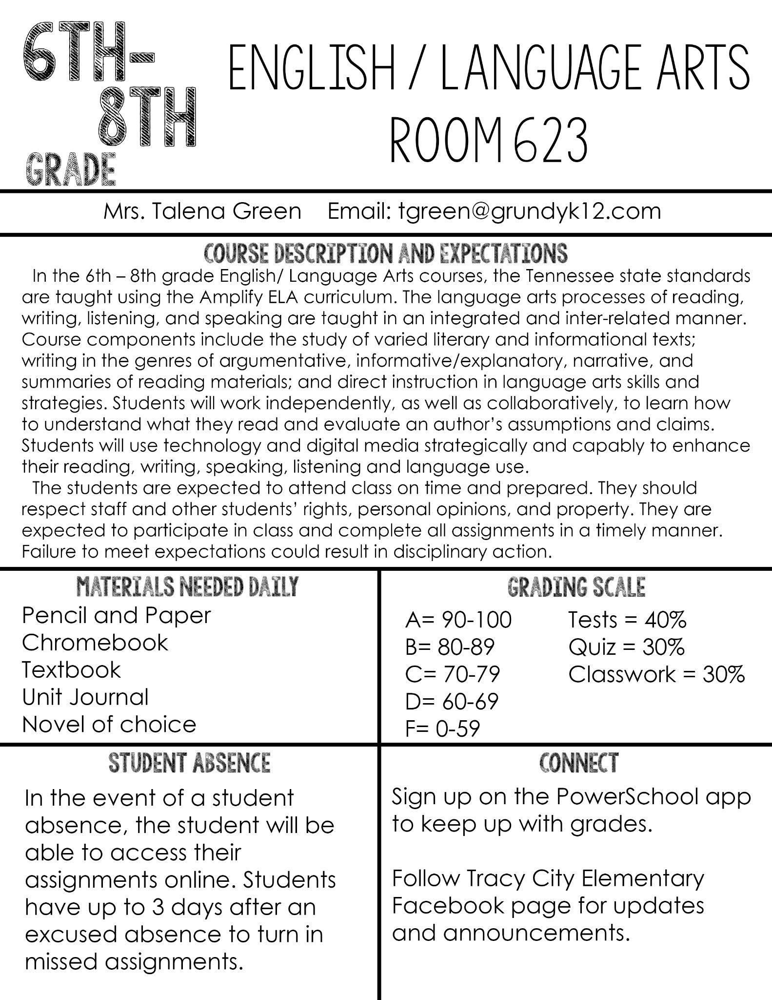 6TH-
8TH
GRADE
ENGLISH / LANGUAGE ARTS
ROOM 623
Mrs. Talena Green Email: tgreen@grundyk12.com
COURSE DESCRIPTION AND EXPECTATIONS
In the 6th – 8th grade English/ Language Arts courses, the Tennessee state standards
are taught using the Amplify ELA curriculum. The language arts processes of reading,
writing, listening, and speaking are taught in an integrated and inter-related manner.
Course components include the study of varied literary and informational texts;
writing in the genres of argumentative, informative/explanatory, narrative, and
summaries of reading materials; and direct instruction in language arts skills and
strategies. Students will work independently, as well as collaboratively, to learn how
to understand what they read and evaluate an author’s assumptions and claims.
Students will use technology and digital media strategically and capably to enhance
their reading, writing, speaking, listening and language use.
The students are expected to attend class on time and prepared. They should
respect staff and other students’ rights, personal opinions, and property. They are
expected to participate in class and complete all assignments in a timely manner.
Failure to meet expectations could result in disciplinary action.
MATERIALS NEEDED DAILY
Pencil and Paper
Chromebook
Textbook
Unit Journal
Novel of choice
GRADING SCALE
A= 90-100 Tests = 40%
B= 80-89 Quiz = 30%
C= 70-79 Classwork = 30%
D= 60-69
F= 0-59
STUDENT ABSENCE
In the event of a student
absence, the student will be
able to access their
assignments online. Students
have up to 3 days after an
excused absence to turn in
missed assignments.
CONNECT
Sign up on the PowerSchool app
to keep up with grades.
Follow Tracy City Elementary
Facebook page for updates
and announcements.